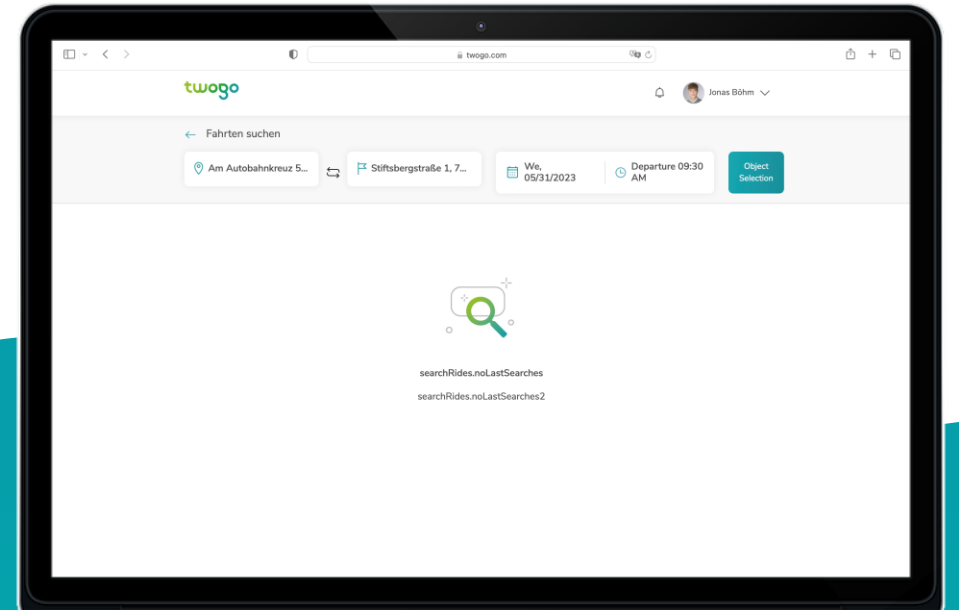 twogo.com
twogo
Jonas Böhm
Fahrten suchen
Am Autobahnkreuz 5...
Stiftsbergstraße 1, 7...
We,
05/31/2023
Departure 09:30
AM
Object
Selection
searchRides.noLastSearches
searchRides.noLastSearches2